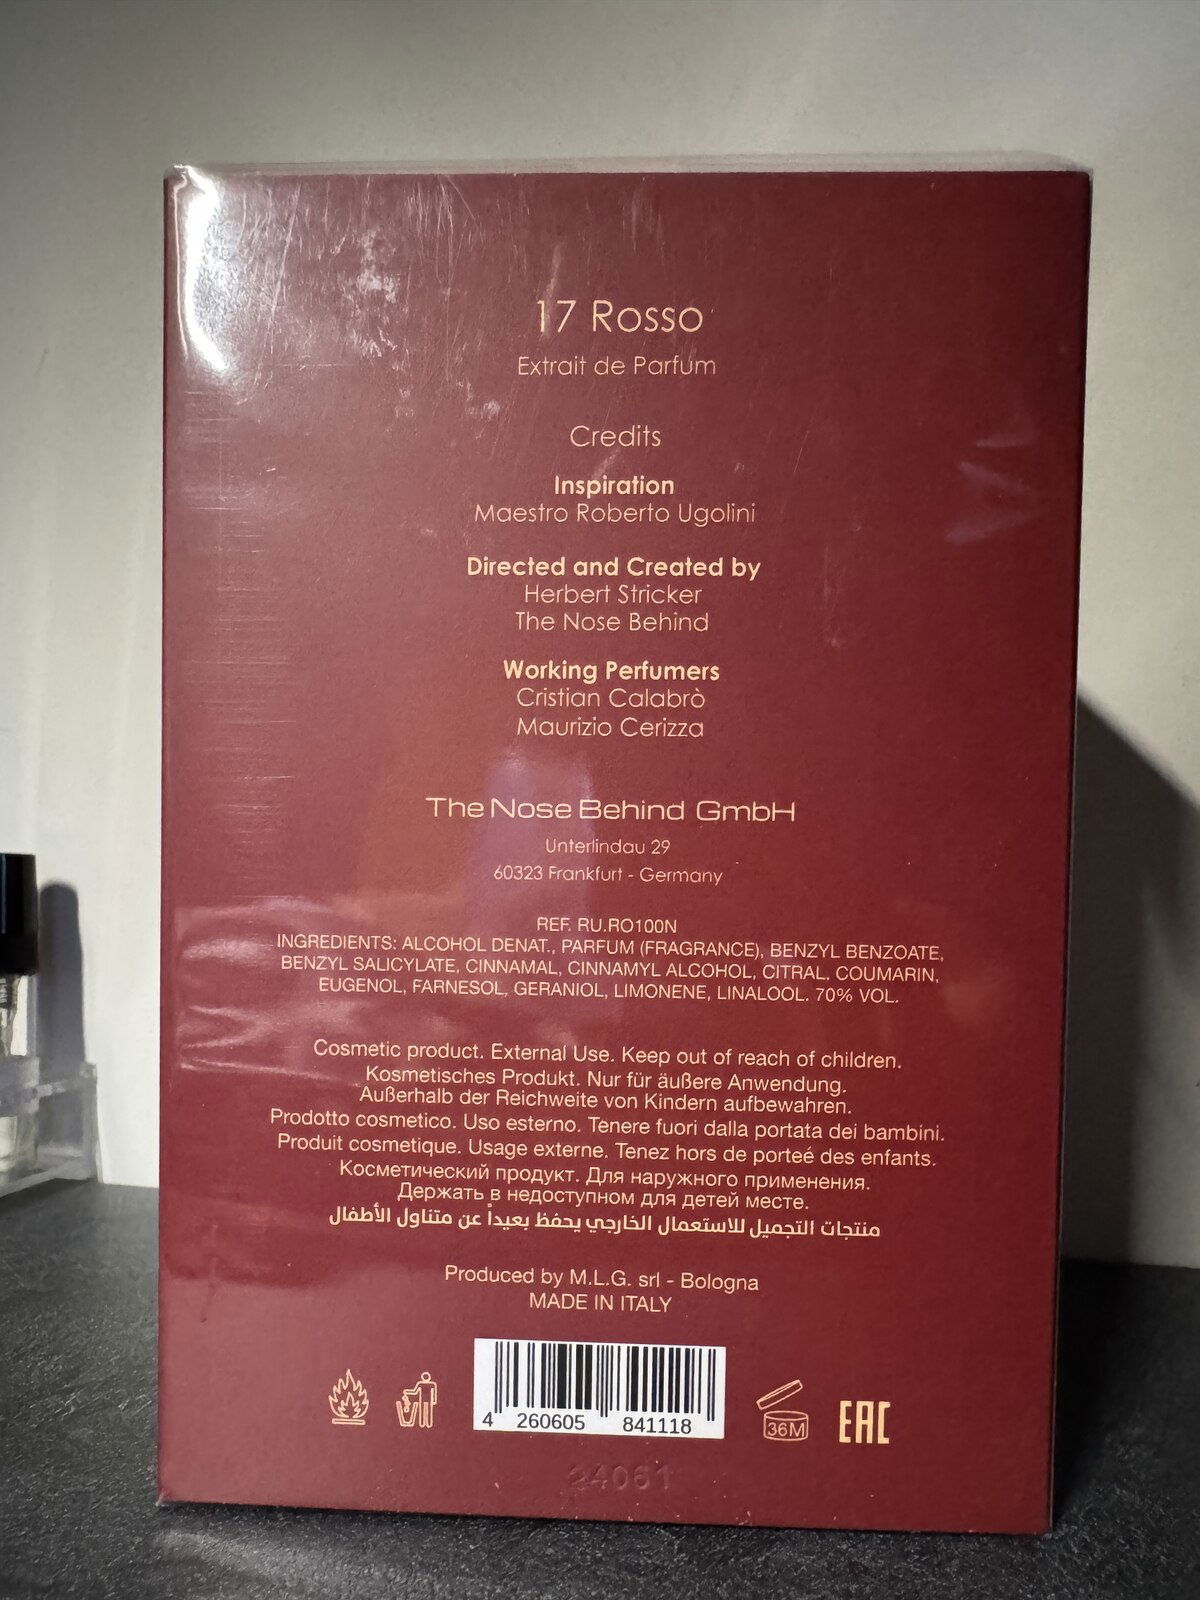 17 Rosso
Extrait de Parfum
Credits
Inspiration
Maestro Roberto Ugolini
Directed and Created by
Herbert Stricker
The Nose Behind
Working Perfumers
Cristian Calabrò
Maurizio Cerizza
The Nose Behind GmbH
Unterlindau 29
60323 Frankfurt - Germany
REF. RU.RO100N
INGREDIENTS: ALCOHOL DENAT., PARFUM (FRAGRANCE), BENZYL BENZOATE,
BENZYL SALICYLATE, CINNAMAL, CINNAMYL ALCOHOL, CITRAL, COUMARIN,
EUGENOL, FARNESOL, GERANIOL, LIMONENE, LINALOOL. 70% VOL.
Cosmetic product. External Use. Keep out of reach of children.
Kosmetisches Produkt. Nur für äußere Anwendung.
Außerhalb der Reichweite von Kindern aufbewahren.
Prodotto cosmetico. Uso esterno. Tenere fuori dalla portata dei bambini.
Produit cosmetique. Usage externe. Tenez hors de porteé des enfants.
Косметический продукт. Для наружного применения.
Держать в недоступном для детей месте.
منتجات التجميل للاستعمال الخارجي يحفظ بعيداً عن متناول الأطفال
Produced by M.L.G. srl - Bologna
MADE IN ITALY
4 260605 841118
36M
EAC
24061